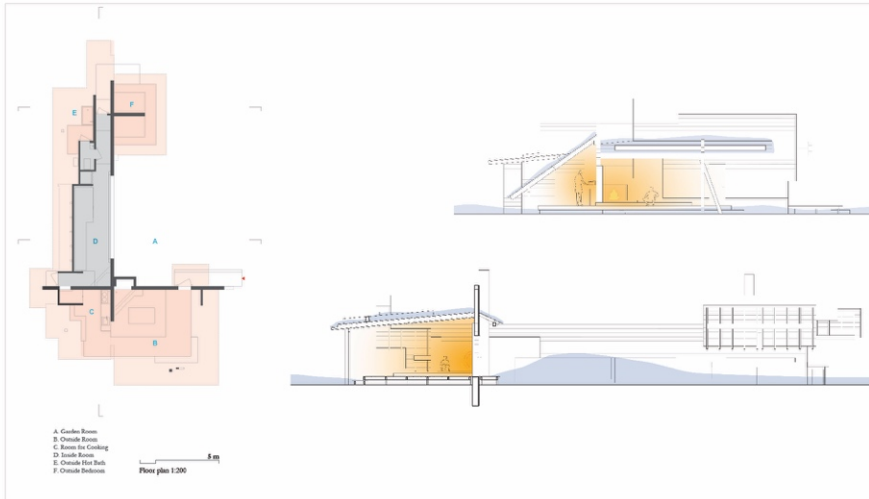 F
E
D
A
C
B
A. Garden Room
B. Outside Room
C. Room for Cooking
D. Inside Room
E. Outside Hot Bath
F. Outside Bedroom
5 m
Floor plan 1:200